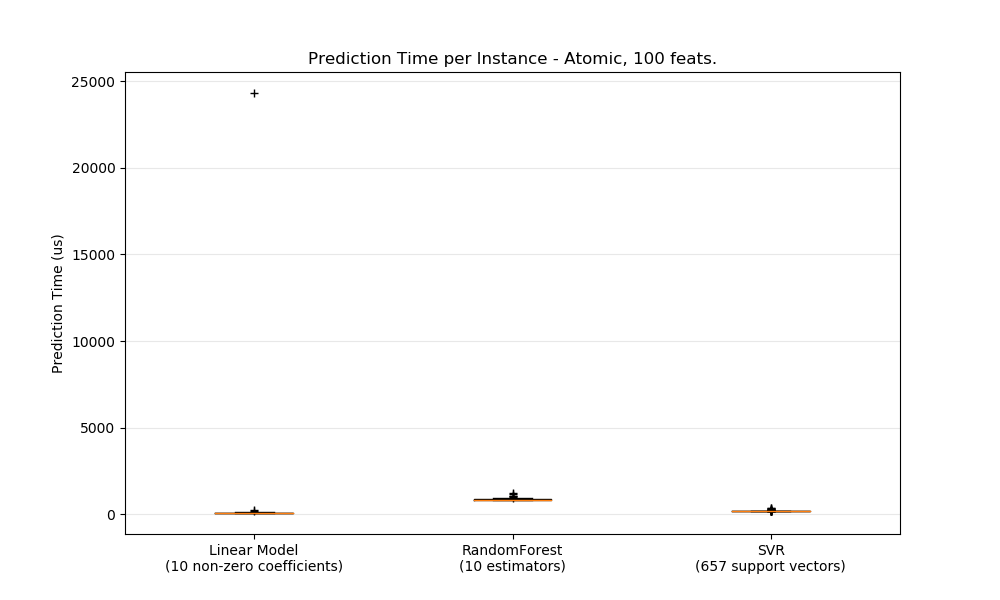 Prediction Time per Instance - Atomic, 100 feats.
25000
20000
15000
10000
5000
0
Prediction Time (us)
Linear Model
(10 non-zero coefficients)
RandomForest
(10 estimators)
SVR
(657 support vectors)